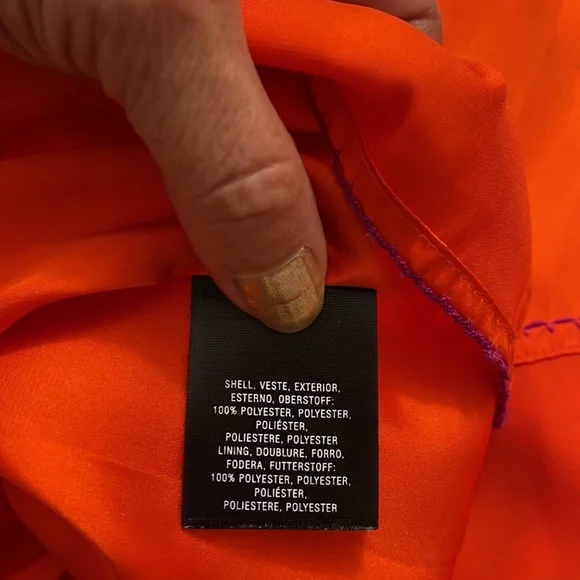 SHELL, VESTE, EXTERIOR,
ESTERNO, OBERSTOFF:
100% POLYESTER, POLYESTER,
POLIÉSTER,
POLIESTERE, POLYESTER
LINING, DOUBLURE, FORRO,
FODERA, FUTTERSTOFF:
100% POLYESTER, POLYESTER,
POLIÉSTER,
POLIESTERE, POLYESTER